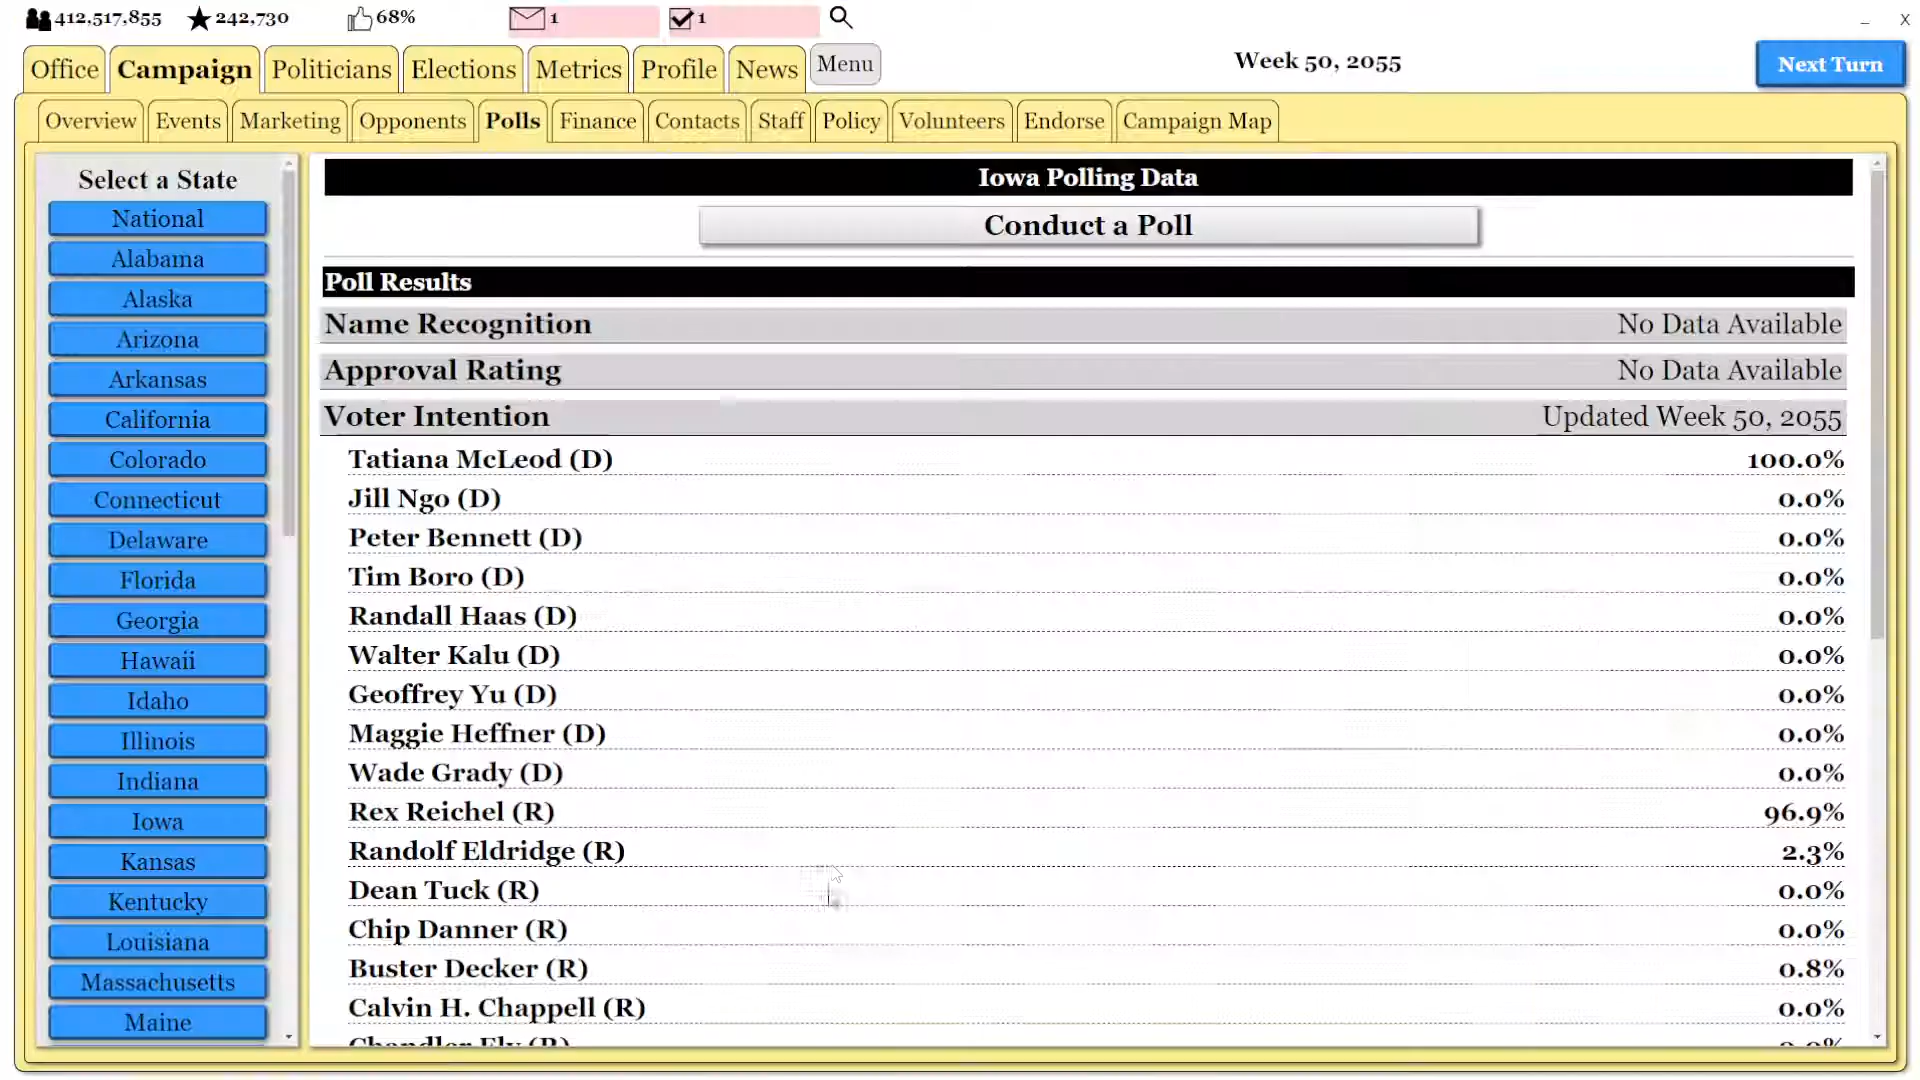 412,517,855 242,730 68% 1 1
_ X
Office Campaign Politicians Elections Metrics Profile News Menu
Week 50, 2055
Next Turn
Overview Events Marketing Opponents Polls Finance Contacts Staff Policy Volunteers Endorse Campaign Map
Select a State
National
Alabama
Alaska
Arizona
Arkansas
California
Colorado
Connecticut
Delaware
Florida
Georgia
Hawaii
Idaho
Illinois
Indiana
Iowa
Kansas
Kentucky
Louisiana
Massachusetts
Maine
Iowa Polling Data
Conduct a Poll
Poll Results
Name Recognition No Data Available
Approval Rating No Data Available
Voter Intention Updated Week 50, 2055
Tatiana McLeod (D) 100.0%
Jill Ngo (D) 0.0%
Peter Bennett (D) 0.0%
Tim Boro (D) 0.0%
Randall Haas (D) 0.0%
Walter Kalu (D) 0.0%
Geoffrey Yu (D) 0.0%
Maggie Heffner (D) 0.0%
Wade Grady (D) 0.0%
Rex Reichel (R) 96.9%
Randolf Eldridge (R) 2.3%
Dean Tuck (R) 0.0%
Chip Danner (R) 0.0%
Buster Decker (R) 0.8%
Calvin H. Chappell (R) 0.0%
Chandler Ely (R) 0.0%